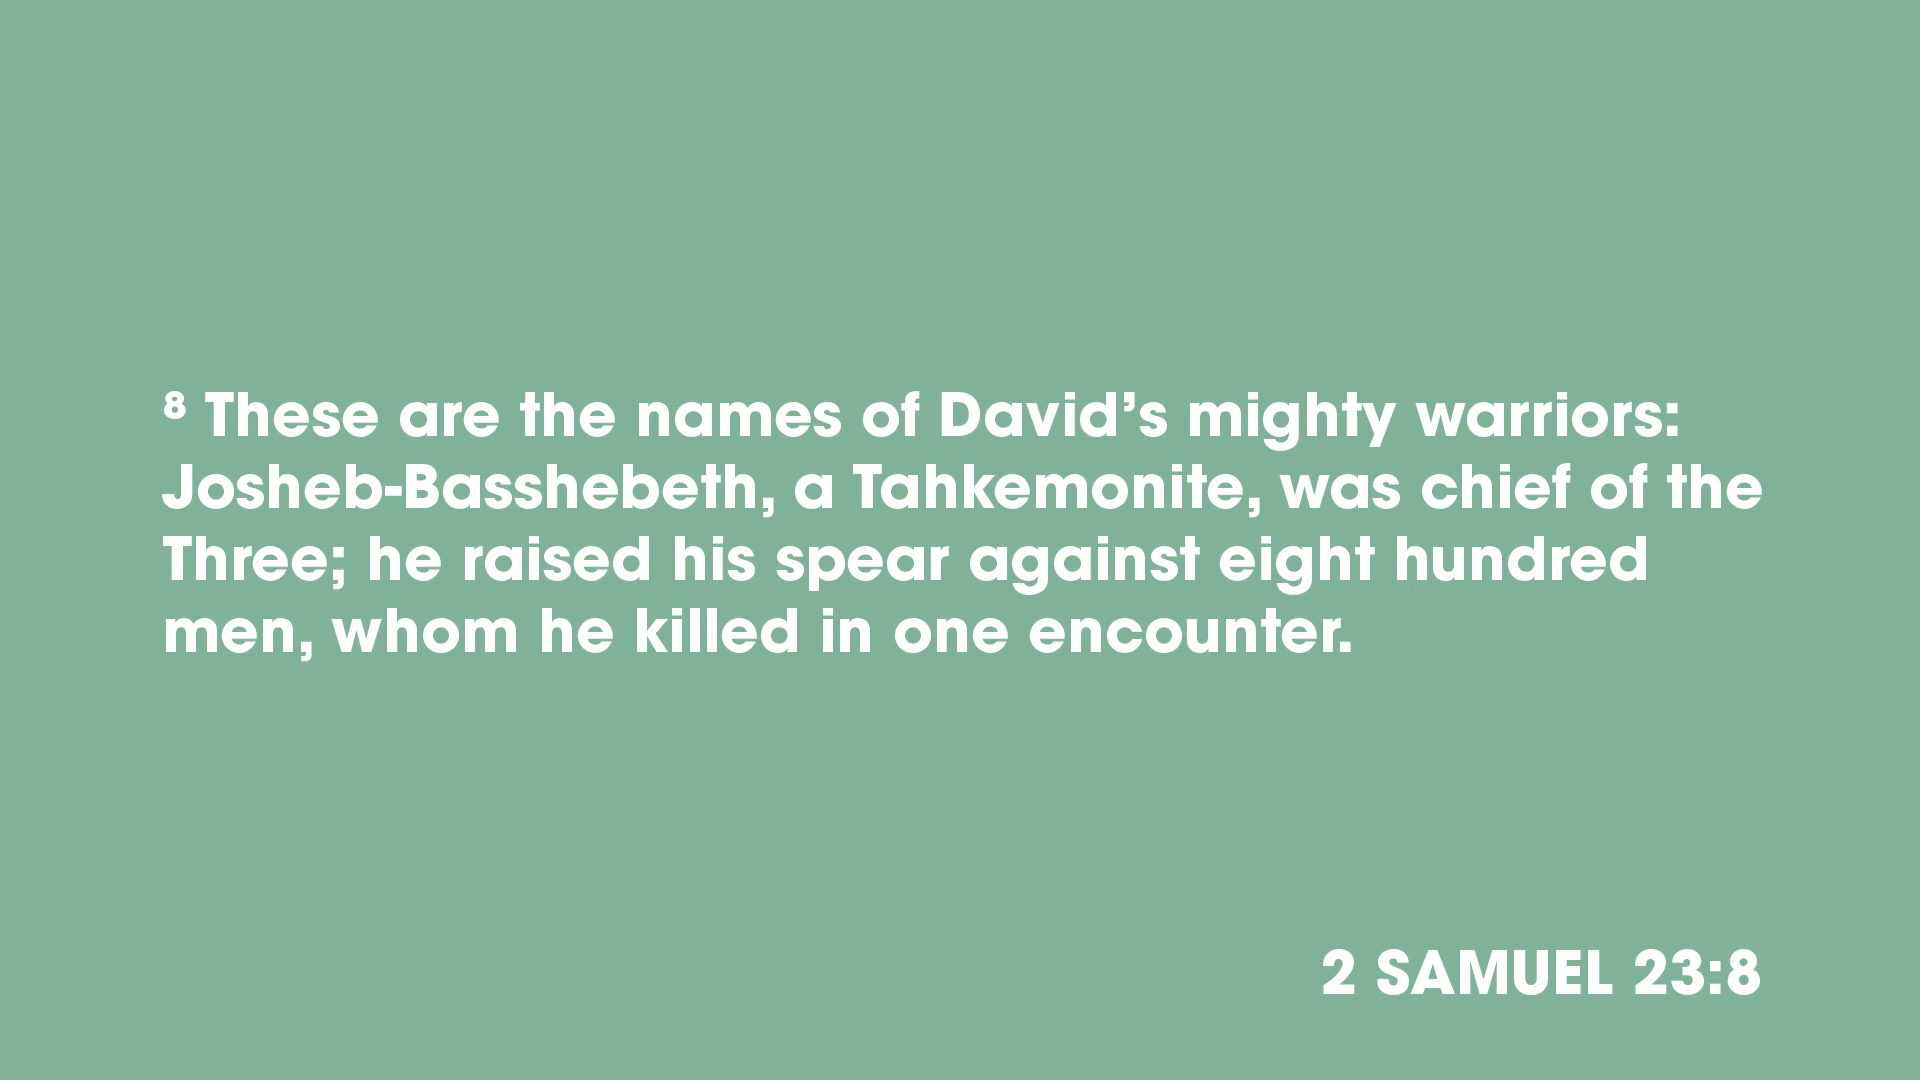 ⁸ These are the names of David’s mighty warriors:
Josheb-Basshebeth, a Tahkemonite, was chief of the
Three; he raised his spear against eight hundred
men, whom he killed in one encounter.
2 SAMUEL 23:8